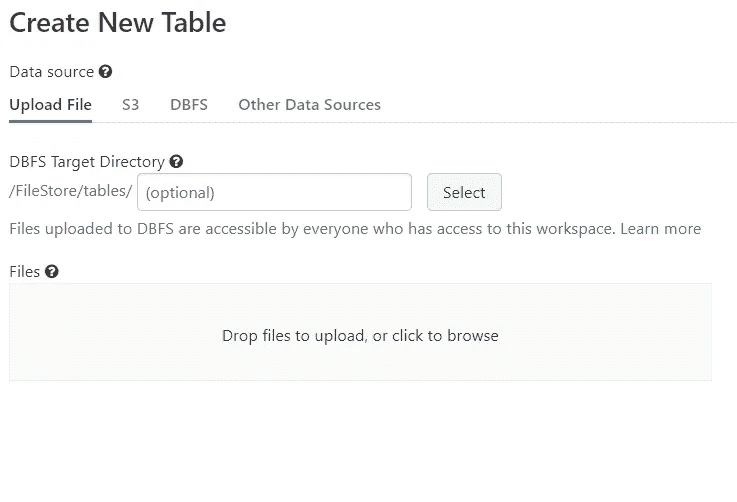 Create New Table
Data source ?
Upload File S3 DBFS Other Data Sources
DBFS Target Directory ?
/FileStore/tables/ (optional) Select
Files uploaded to DBFS are accessible by everyone who has access to this workspace. Learn more
Files ?
Drop files to upload, or click to browse